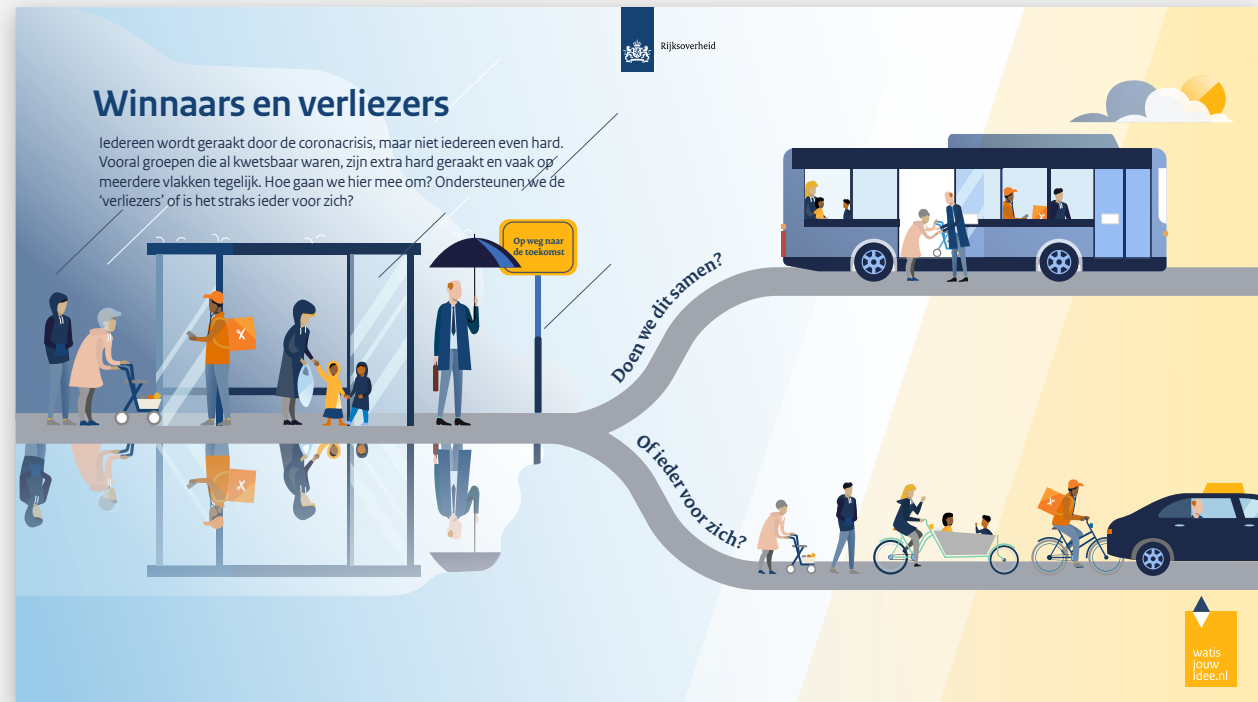 Rijksoverheid
Winnaars en verliezers
Iedereen wordt geraakt door de coronacrisis, maar niet iedereen even hard.
Vooral groepen die al kwetsbaar waren, zijn extra hard geraakt en vaak op
meerdere vlakken tegelijk. Hoe gaan we hier mee om? Ondersteunen we de
‘verliezers’ of is het straks ieder voor zich?
Op weg naar
de toekomst
Doen we dit samen?
Of ieder voor zich?
watis
jouw
idee.nl